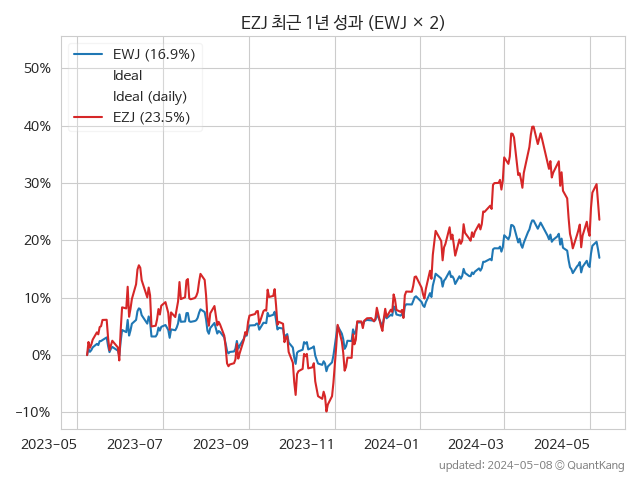 EZJ 최근 1년 성과 (EWJ × 2)
EWJ (16.9%)
Ideal
Ideal (daily)
EZJ (23.5%)
50%
40%
30%
20%
10%
0%
−10%
2023-05 2023-07 2023-09 2023-11 2024-01 2024-03 2024-05
updated: 2024-05-08 © QuantKang